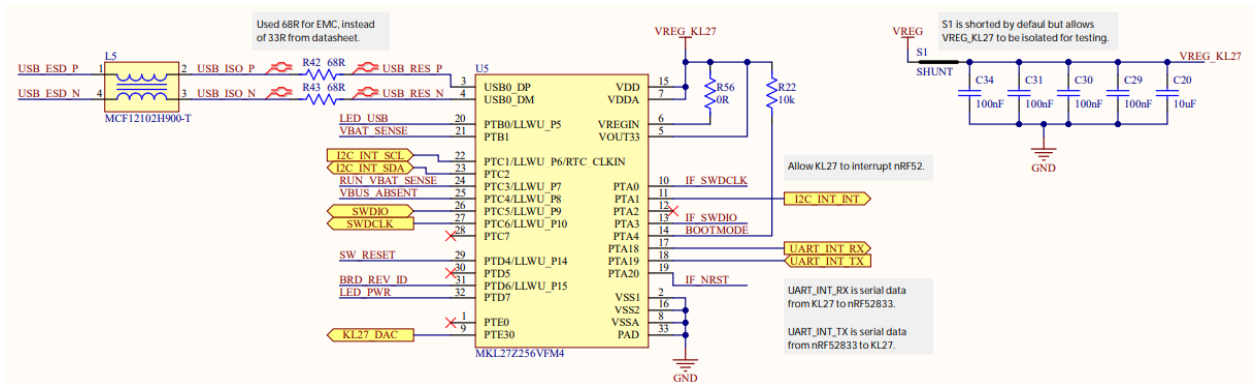 Used 68R for EMC, instead
of 33R from datasheet.
S1 is shorted by defaul but allows
VREG_KL27 to be isolated for testing.
VREG_KL27
VREG
S1
SHUNT
VREG_KL27
C34
100nF
C31
100nF
C30
100nF
C29
100nF
C20
10uF
GND
L5
USB_ESD_P 1
2 USB_ISO_P
R42 68R
USB_RES_P
USB_ESD_N 4
3 USB_ISO_N
R43 68R
USB_RES_N
MCF12102H900-T
U5
3 USB0_DP
4 USB0_DM
LED_USB 20 PTB0/LLWU_P5
VBAT_SENSE 21 PTB1
I2C_INT_SCL 22 PTC1/LLWU_P6/RTC_CLKIN
I2C_INT_SDA 23 PTC2
RUN_VBAT_SENSE 24 PTC3/LLWU_P7
VBUS_ABSENT 25 PTC4/LLWU_P8
SWDIO 26 PTC5/LLWU_P9
SWDCLK 27 PTC6/LLWU_P10
28 PTC7
SW_RESET 29 PTD4/LLWU_P14
30 PTD5
BRD_REV_ID 31 PTD6/LLWU_P15
LED_PWR 32 PTD7
1 PTE0
KL27_DAC 9 PTE30
MKL27Z256VFM4
VDD 15
VDDA 7
VREGIN 6
VOUT33 5
R56
0R
R22
10k
Allow KL27 to interrupt nRF52.
PTA0 10 IF_SWDCLK
PTA1 11 I2C_INT_INT
PTA2 12
PTA3 13 IF_SWDIO
PTA4 14 BOOTMODE
PTA18 17 UART_INT_RX
PTA19 18 UART_INT_TX
PTA20 19 IF_NRST
VSS1 2
VSS2 16
VSSA 8
PAD 33
GND
UART_INT_RX is serial data
from KL27 to nRF52833.
UART_INT_TX is serial data
from nRF52833 to KL27.